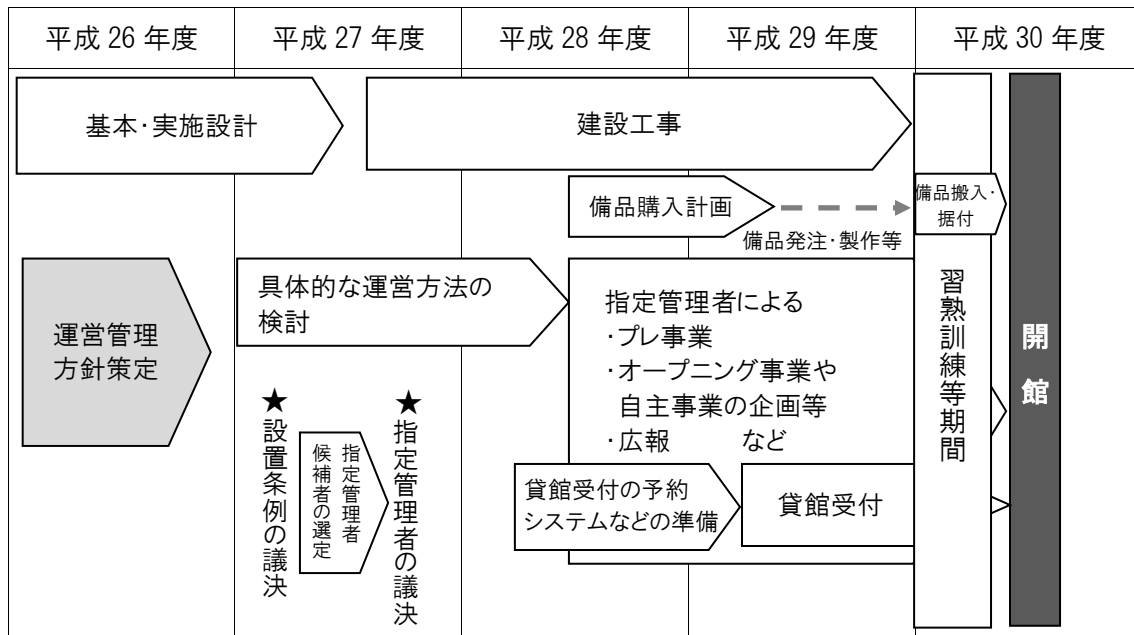 平成 26 年度
平成 27 年度
平成 28 年度
平成 29 年度
平成 30 年度
基本・実施設計
建設工事
備品購入計画
備品発注・製作等
備品搬入・
据付
運営管理
方針策定
具体的な運営方法の
検討
指定管理者による
・プレ事業
・オープニング事業や
自主事業の企画等
・広報 など
習熟訓練等期間
開館
★設置条例の議決
指定管理者
候補者の選定
★指定管理者の議決
貸館受付の予約
システムなどの準備
貸館受付